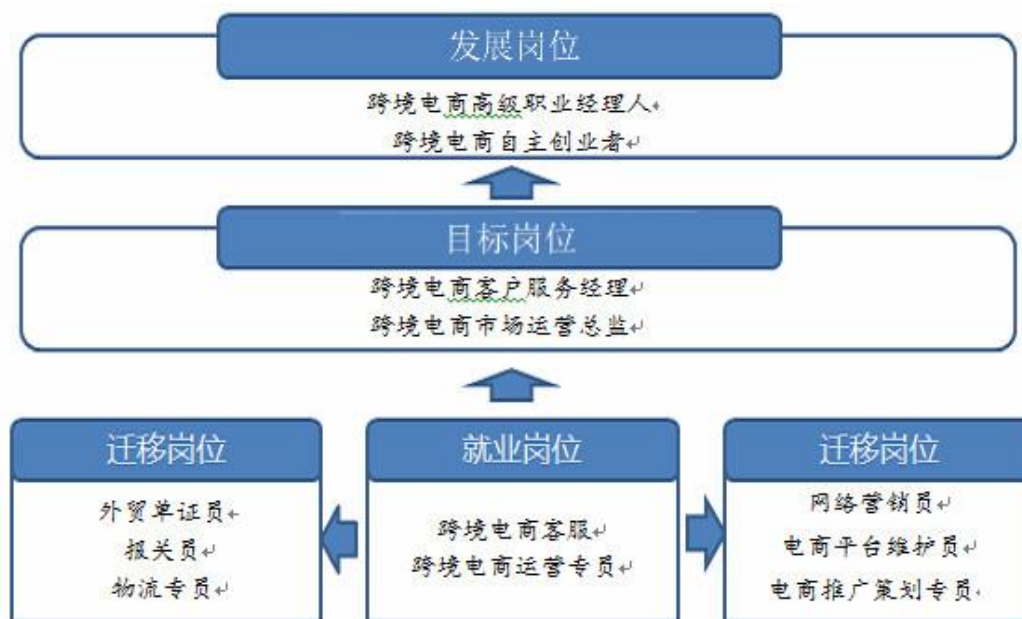 发展岗位
跨境电商高级职业经理人
跨境电商自主创业者
目标岗位
跨境电商客户服务经理
跨境电商市场运营总监
迁移岗位
外贸单证员
报关员
物流专员
就业岗位
跨境电商客服
跨境电商运营专员
迁移岗位
网络营销员
电商平台维护员
电商推广策划专员